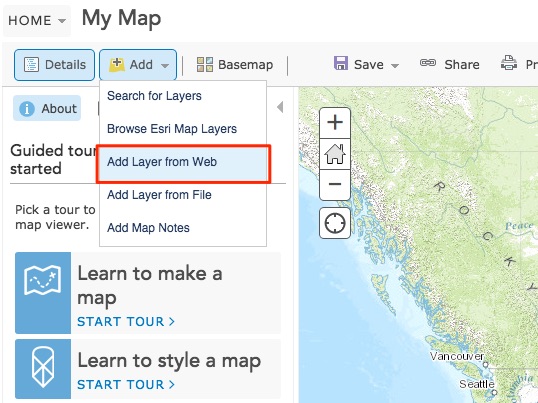 HOME My Map
Details Add Basemap Save Share Pr
About
Search for Layers
Browse Esri Map Layers
Add Layer from Web
Add Layer from File
Add Map Notes
Guided tour
started
Pick a tour to
map viewer.
Learn to make a
map
START TOUR >
Learn to style a map
START TOUR >
ROCK
Peace
Vancouver
Seattle
Columbia